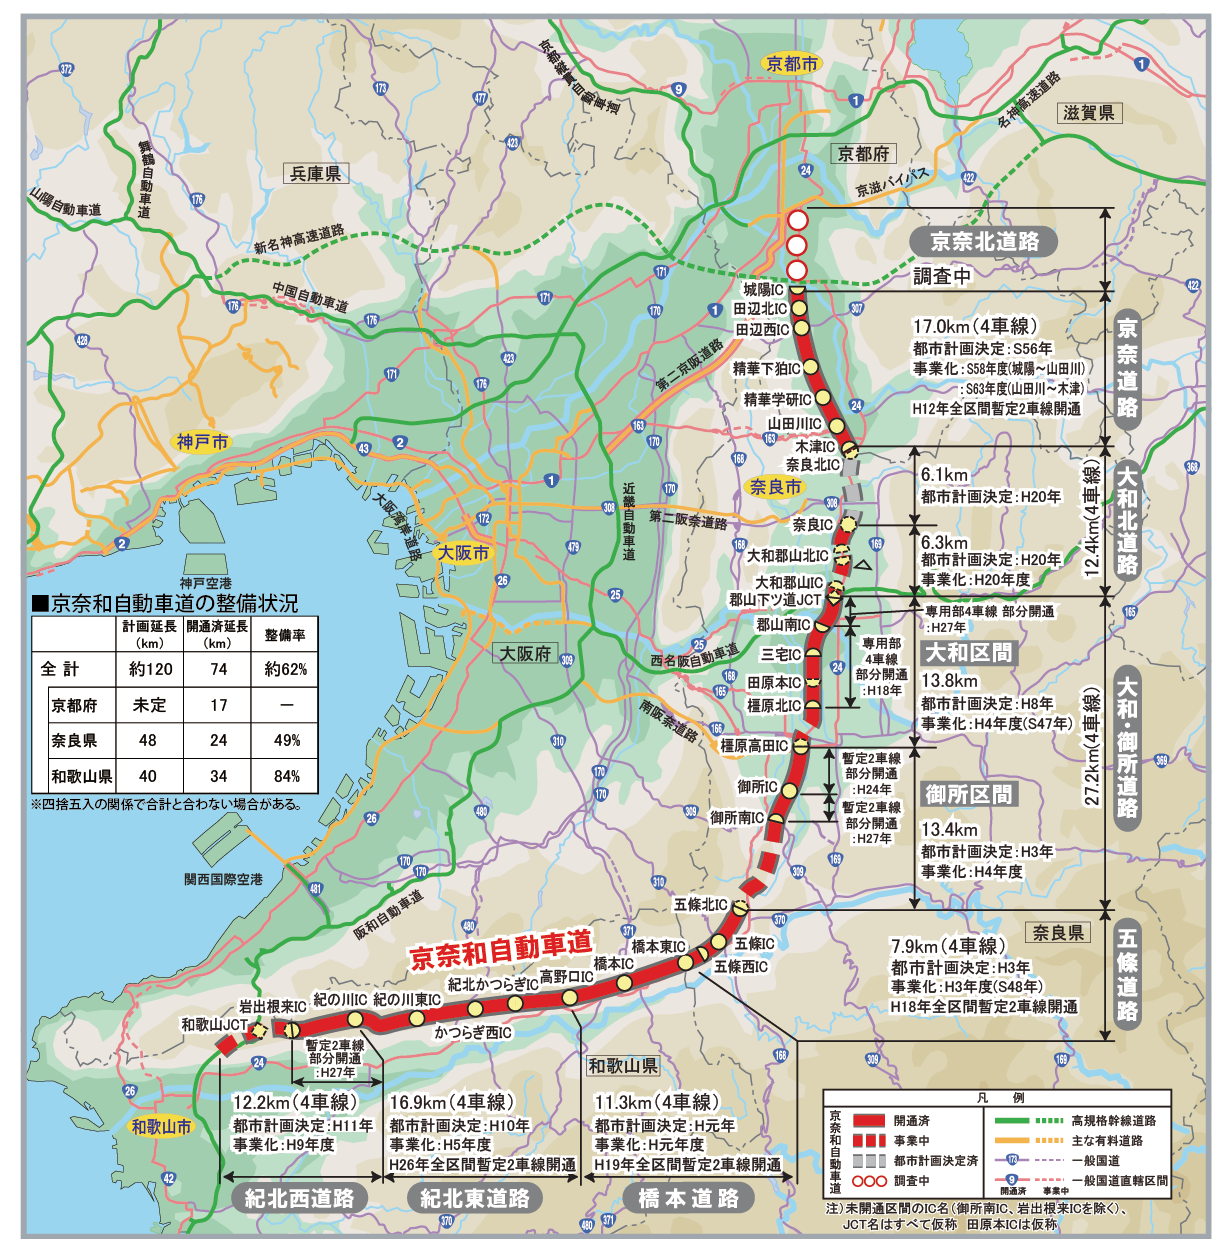 京都市
京都縦貫自動車道
滋賀県
名神高速道路
京都府
京滋バイパス
兵庫県
舞鶴自動車道
山陽自動車道
新名神高速道路
中国自動車道
京奈北道路
調査中
城陽IC
田辺北IC
田辺西IC
精華下狛IC
精華学研IC
山田川IC
木津IC
奈良北IC
第二京阪道路
17.0km(4車線)
都市計画決定:S56年
事業化:S58年度(城陽～山田川)
:S63年度(山田川～木津)
H12年全区間暫定2車線開通
京奈道路
神戸市
奈良市
6.1km
都市計画決定:H20年
奈良IC
大和郡山北IC
6.3km
都市計画決定:H20年
事業化:H20年度
12.4km(4車線)
大和北道路
大阪湾岸道路
近畿自動車道
第二阪奈道路
大阪市
神戸空港
大和郡山IC
郡山下ツ道JCT
郡山南IC
三宅IC
田原本IC
橿原北IC
橿原高田IC
専用部4車線 部分開通
:H27年
専用部
4車線
部分開通
:H18年
大和区間
13.8km
都市計画決定:H8年
事業化:H4年度(S47年)
27.2km(4車線)
大和・御所道路
大阪府
西名阪自動車道
南阪奈道路
■京奈和自動車道の整備状況
計画延長(km) 開通済延長(km) 整備率
全 計 約120 74 約62%
京都府 未定 17 －
奈良県 48 24 49%
和歌山県 40 34 84%
※四捨五入の関係で合計と合わない場合がある。
御所IC
御所南IC
暫定2車線
部分開通
:H24年
暫定2車線
部分開通
:H27年
御所区間
13.4km
都市計画決定:H3年
事業化:H4年度
関西国際空港
阪和自動車道
五條北IC
五條IC
五條西IC
奈良県
7.9km(4車線)
都市計画決定:H3年
事業化:H3年度(S48年)
H18年全区間暫定2車線開通
五條道路
京奈和自動車道
橋本東IC
橋本IC
高野口IC
紀北かつらぎIC
かつらぎ西IC
紀の川東IC
紀の川IC
岩出根来IC
和歌山JCT
暫定2車線
部分開通
:H27年
和歌山県
和歌山市
12.2km(4車線)
都市計画決定:H11年
事業化:H9年度
紀北西道路
16.9km(4車線)
都市計画決定:H10年
事業化:H5年度
H26年全区間暫定2車線開通
紀北東道路
11.3km(4車線)
都市計画決定:H元年
事業化:H元年度
H19年全区間暫定2車線開通
橋本道路
凡 例
京奈和自動車道
開通済
事業中
都市計画決定済
調査中
高規格幹線道路
主な有料道路
一般国道
一般国道直轄区間
開通済 事業中
注)未開通区間のIC名(御所南IC、岩出根来ICを除く)、
JCT名はすべて仮称 田原本ICは仮称